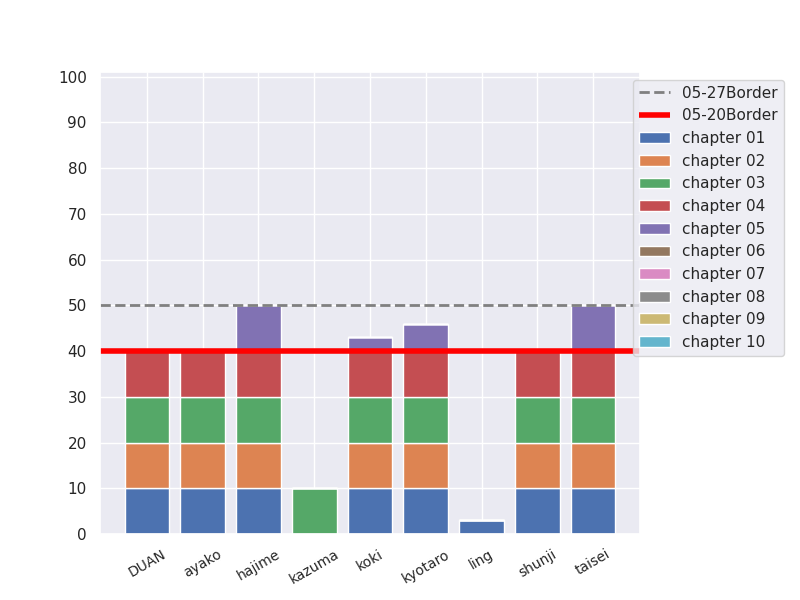 100
90
80
70
60
50
40
30
20
10
0
DUAN
ayako
hajime
kazuma
koki
kyotaro
ling
shunji
taisei
05-27Border
05-20Border
chapter 01
chapter 02
chapter 03
chapter 04
chapter 05
chapter 06
chapter 07
chapter 08
chapter 09
chapter 10